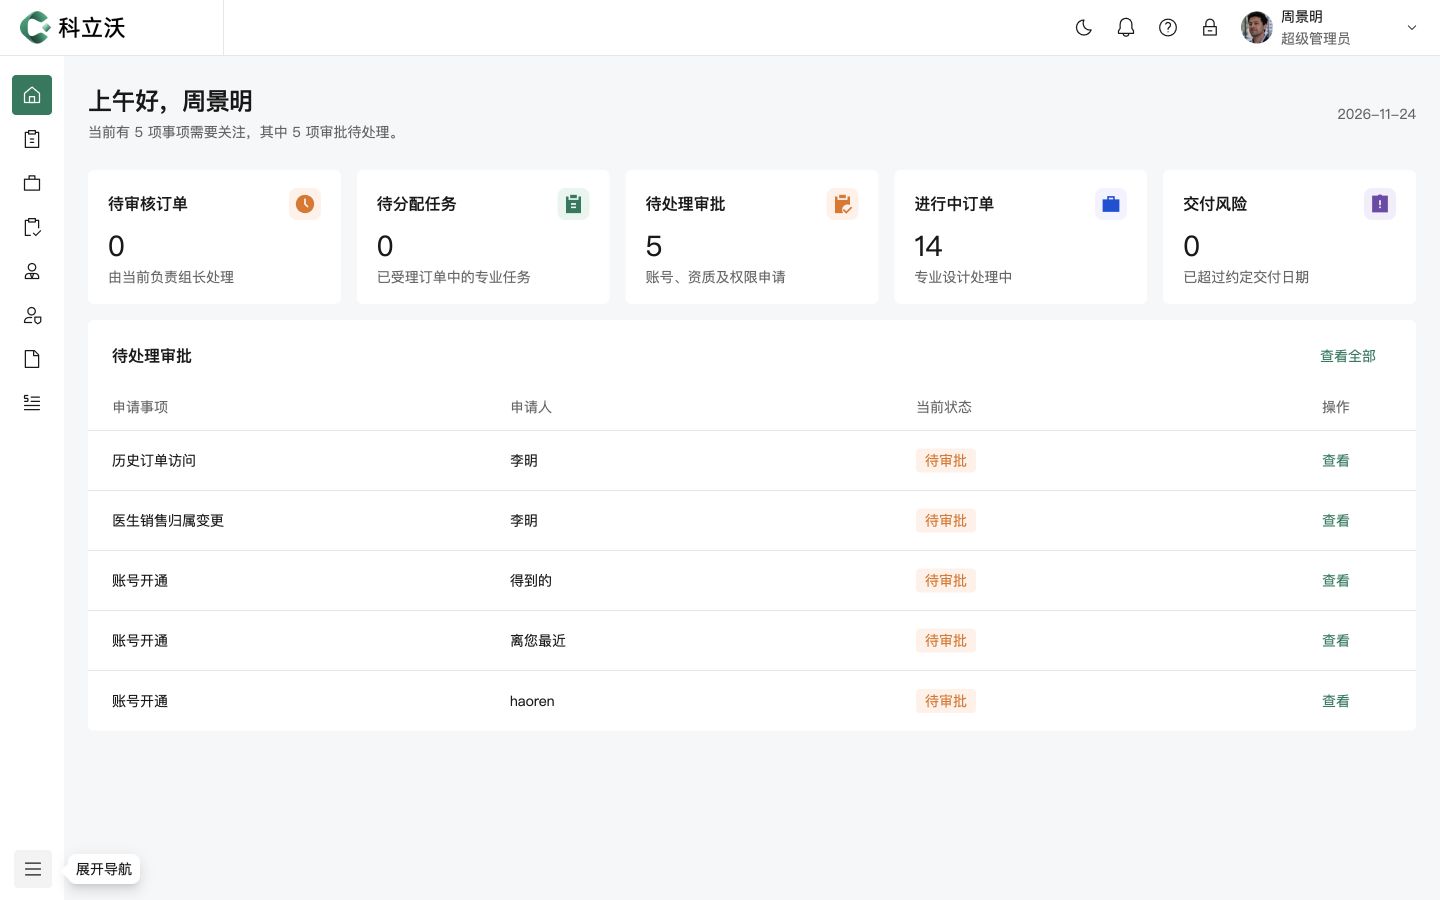 科立沃
周景明
超级管理员
上午好，周景明
当前有 5 项事项需要关注，其中 5 项审批待处理。
2026-11-24
待审核订单
0
由当前负责组长处理
待分配任务
0
已受理订单中的专业任务
待处理审批
5
账号、资质及权限申请
进行中订单
14
专业设计处理中
交付风险
0
已超过约定交付日期
待处理审批
查看全部
申请事项 申请人 当前状态 操作
历史订单访问 李明 待审批 查看
医生销售归属变更 李明 待审批 查看
账号开通 得到的 待审批 查看
账号开通 离您最近 待审批 查看
账号开通 haoren 待审批 查看
展开导航